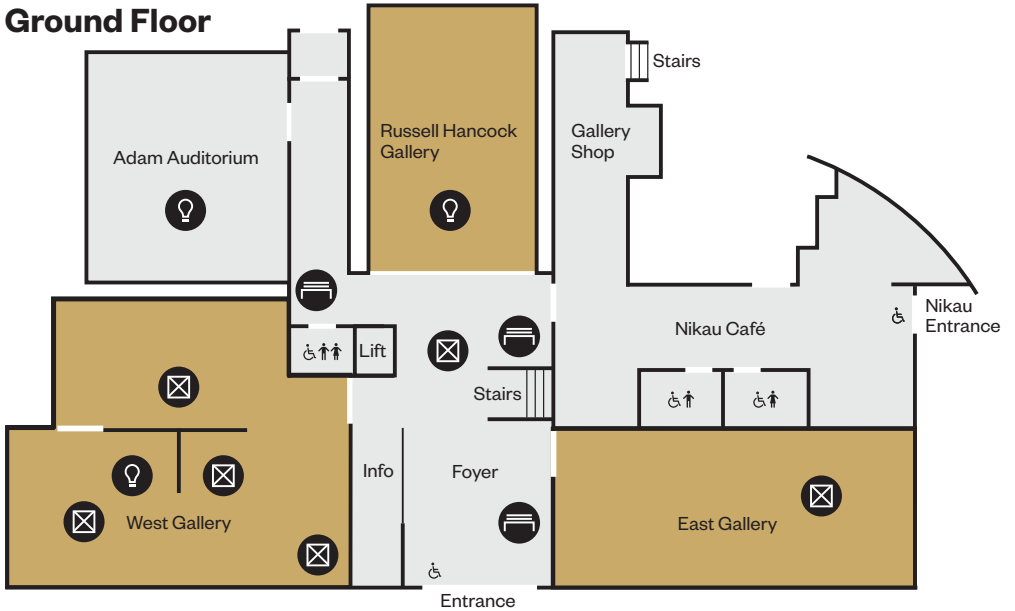 Ground Floor
Stairs
Russell Hancock
Gallery
Gallery
Shop
Adam Auditorium
Nikau
Entrance
Nikau Café
Lift
Stairs
Info
Foyer
West Gallery
East Gallery
Entrance